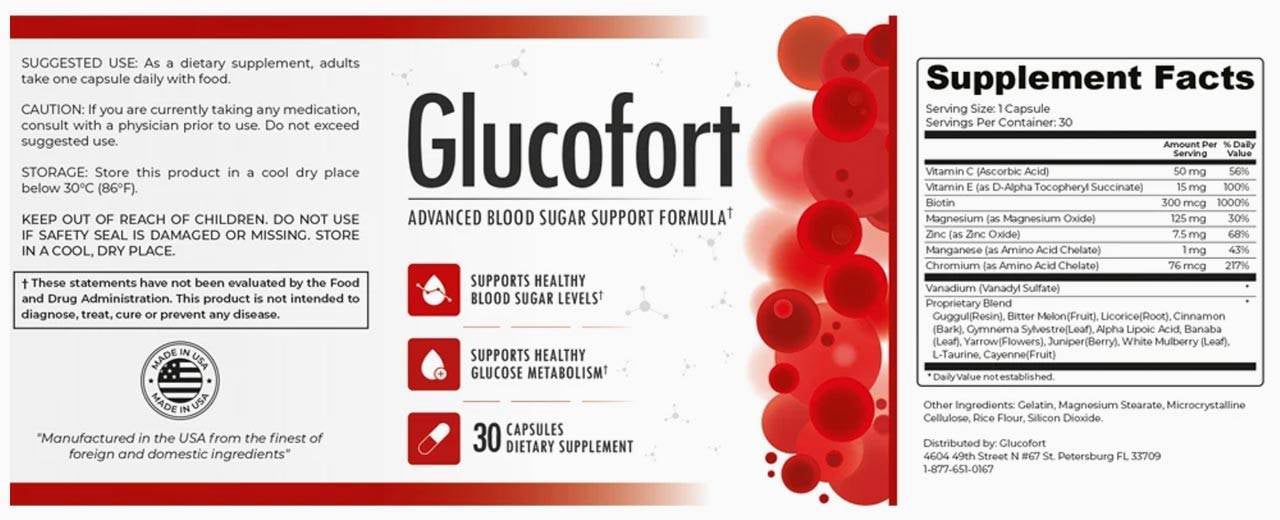 SUGGESTED USE: As a dietary supplement, adults
take one capsule daily with food.
CAUTION: If you are currently taking any medication,
consult with a physician prior to use. Do not exceed
suggested use.
STORAGE: Store this product in a cool dry place
below 30°C (86°F).
KEEP OUT OF REACH OF CHILDREN. DO NOT USE
IF SAFETY SEAL IS DAMAGED OR MISSING. STORE
IN A COOL, DRY PLACE.
† These statements have not been evaluated by the Food
and Drug Administration. This product is not intended to
diagnose, treat, cure or prevent any disease.
MADE IN USA
MADE IN USA
"Manufactured in the USA from the finest of
foreign and domestic ingredients"
Glucofort
ADVANCED BLOOD SUGAR SUPPORT FORMULA†
SUPPORTS HEALTHY
BLOOD SUGAR LEVELS†
SUPPORTS HEALTHY
GLUCOSE METABOLISM†
30 CAPSULES
DIETARY SUPPLEMENT
Supplement Facts
Serving Size: 1 Capsule
Servings Per Container: 30
Amount Per Serving % Daily Value
Vitamin C (Ascorbic Acid) 50 mg 56%
Vitamin E (as D-Alpha Tocopheryl Succinate) 15 mg 100%
Biotin 300 mcg 1000%
Magnesium (as Magnesium Oxide) 125 mg 30%
Zinc (as Zinc Oxide) 7.5 mg 68%
Manganese (as Amino Acid Chelate) 1 mg 43%
Chromium (as Amino Acid Chelate) 76 mcg 217%
Vanadium (Vanadyl Sulfate) *
Proprietary Blend *
Guggul(Resin), Bitter Melon(Fruit), Licorice(Root), Cinnamon
(Bark), Gymnema Sylvestre(Leaf), Alpha Lipoic Acid, Banaba
(Leaf), Yarrow(Flowers), Juniper(Berry), White Mulberry (Leaf),
L-Taurine, Cayenne(Fruit)
* Daily Value not established.
Other Ingredients: Gelatin, Magnesium Stearate, Microcrystalline
Cellulose, Rice Flour, Silicon Dioxide.
Distributed by: Glucofort
4604 49th Street N #67 St. Petersburg FL 33709
1-877-651-0167